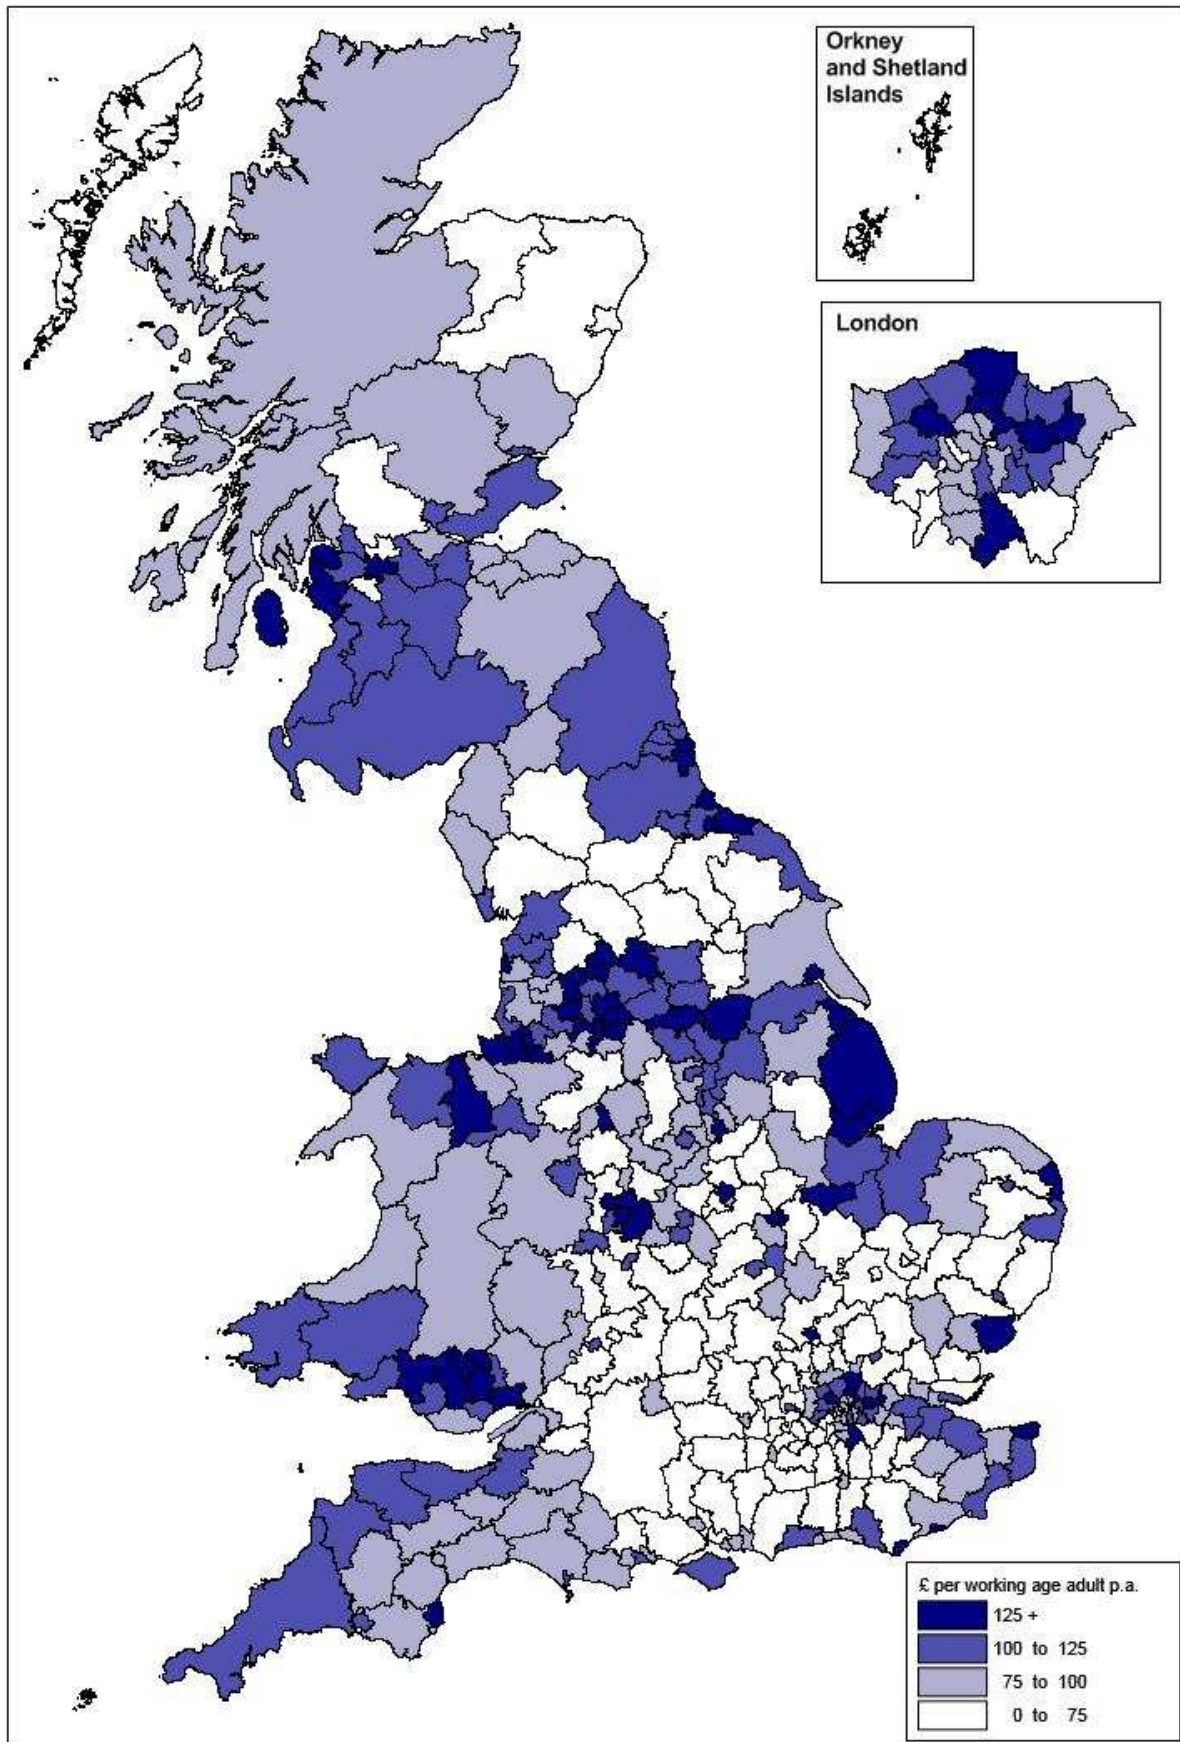 Orkney
and Shetland
Islands
London
£ per working age adult p.a.
125 +
100 to 125
75 to 100
0 to 75